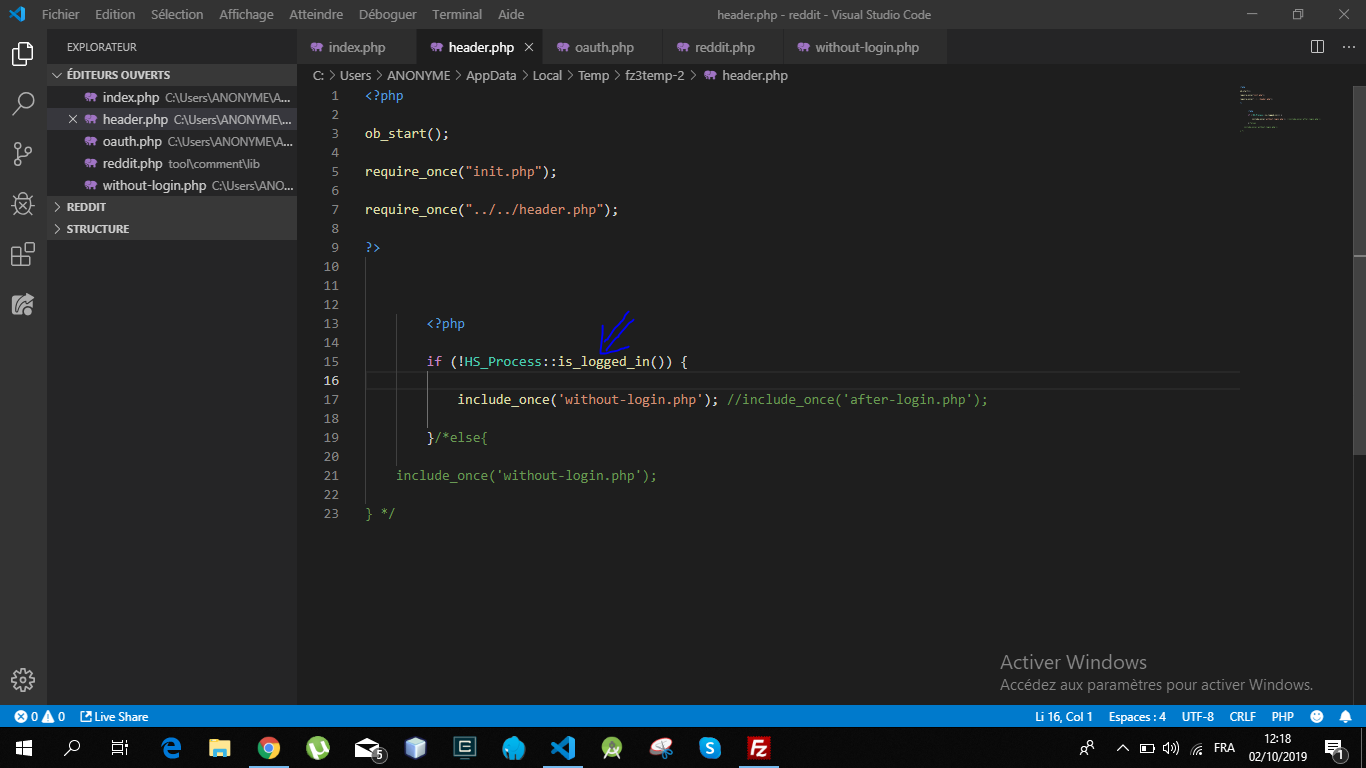 Fichier Edition Sélection Affichage Atteindre Déboguer Terminal Aide header.php - reddit - Visual Studio Code
EXPLORATEUR
ÉDITEURS OUVERTS
index.php C:\Users\ANONYME\A...
header.php C:\Users\ANONYME\...
oauth.php C:\Users\ANONYME\A...
reddit.php tool\comment\lib
without-login.php C:\Users\ANO...
REDDIT
STRUCTURE
index.php header.php oauth.php reddit.php without-login.php
C: > Users > ANONYME > AppData > Local > Temp > fz3temp-2 > header.php
1 <?php
2
3 ob_start();
4
5 require_once("init.php");
6
7 require_once("../../header.php");
8
9 ?>
10
11
12
13 <?php
14
15 if (!HS_Process::is_logged_in()) {
16
17 include_once('without-login.php'); //include_once('after-login.php');
18
19 }/*else{
20
21 include_once('without-login.php');
22
23 } */
Activer Windows
Accédez aux paramètres pour activer Windows.
0 0 Live Share Li 16, Col 1 Espaces : 4 UTF-8 CRLF PHP
5 S Fz FRA 12:18
02/10/2019 1